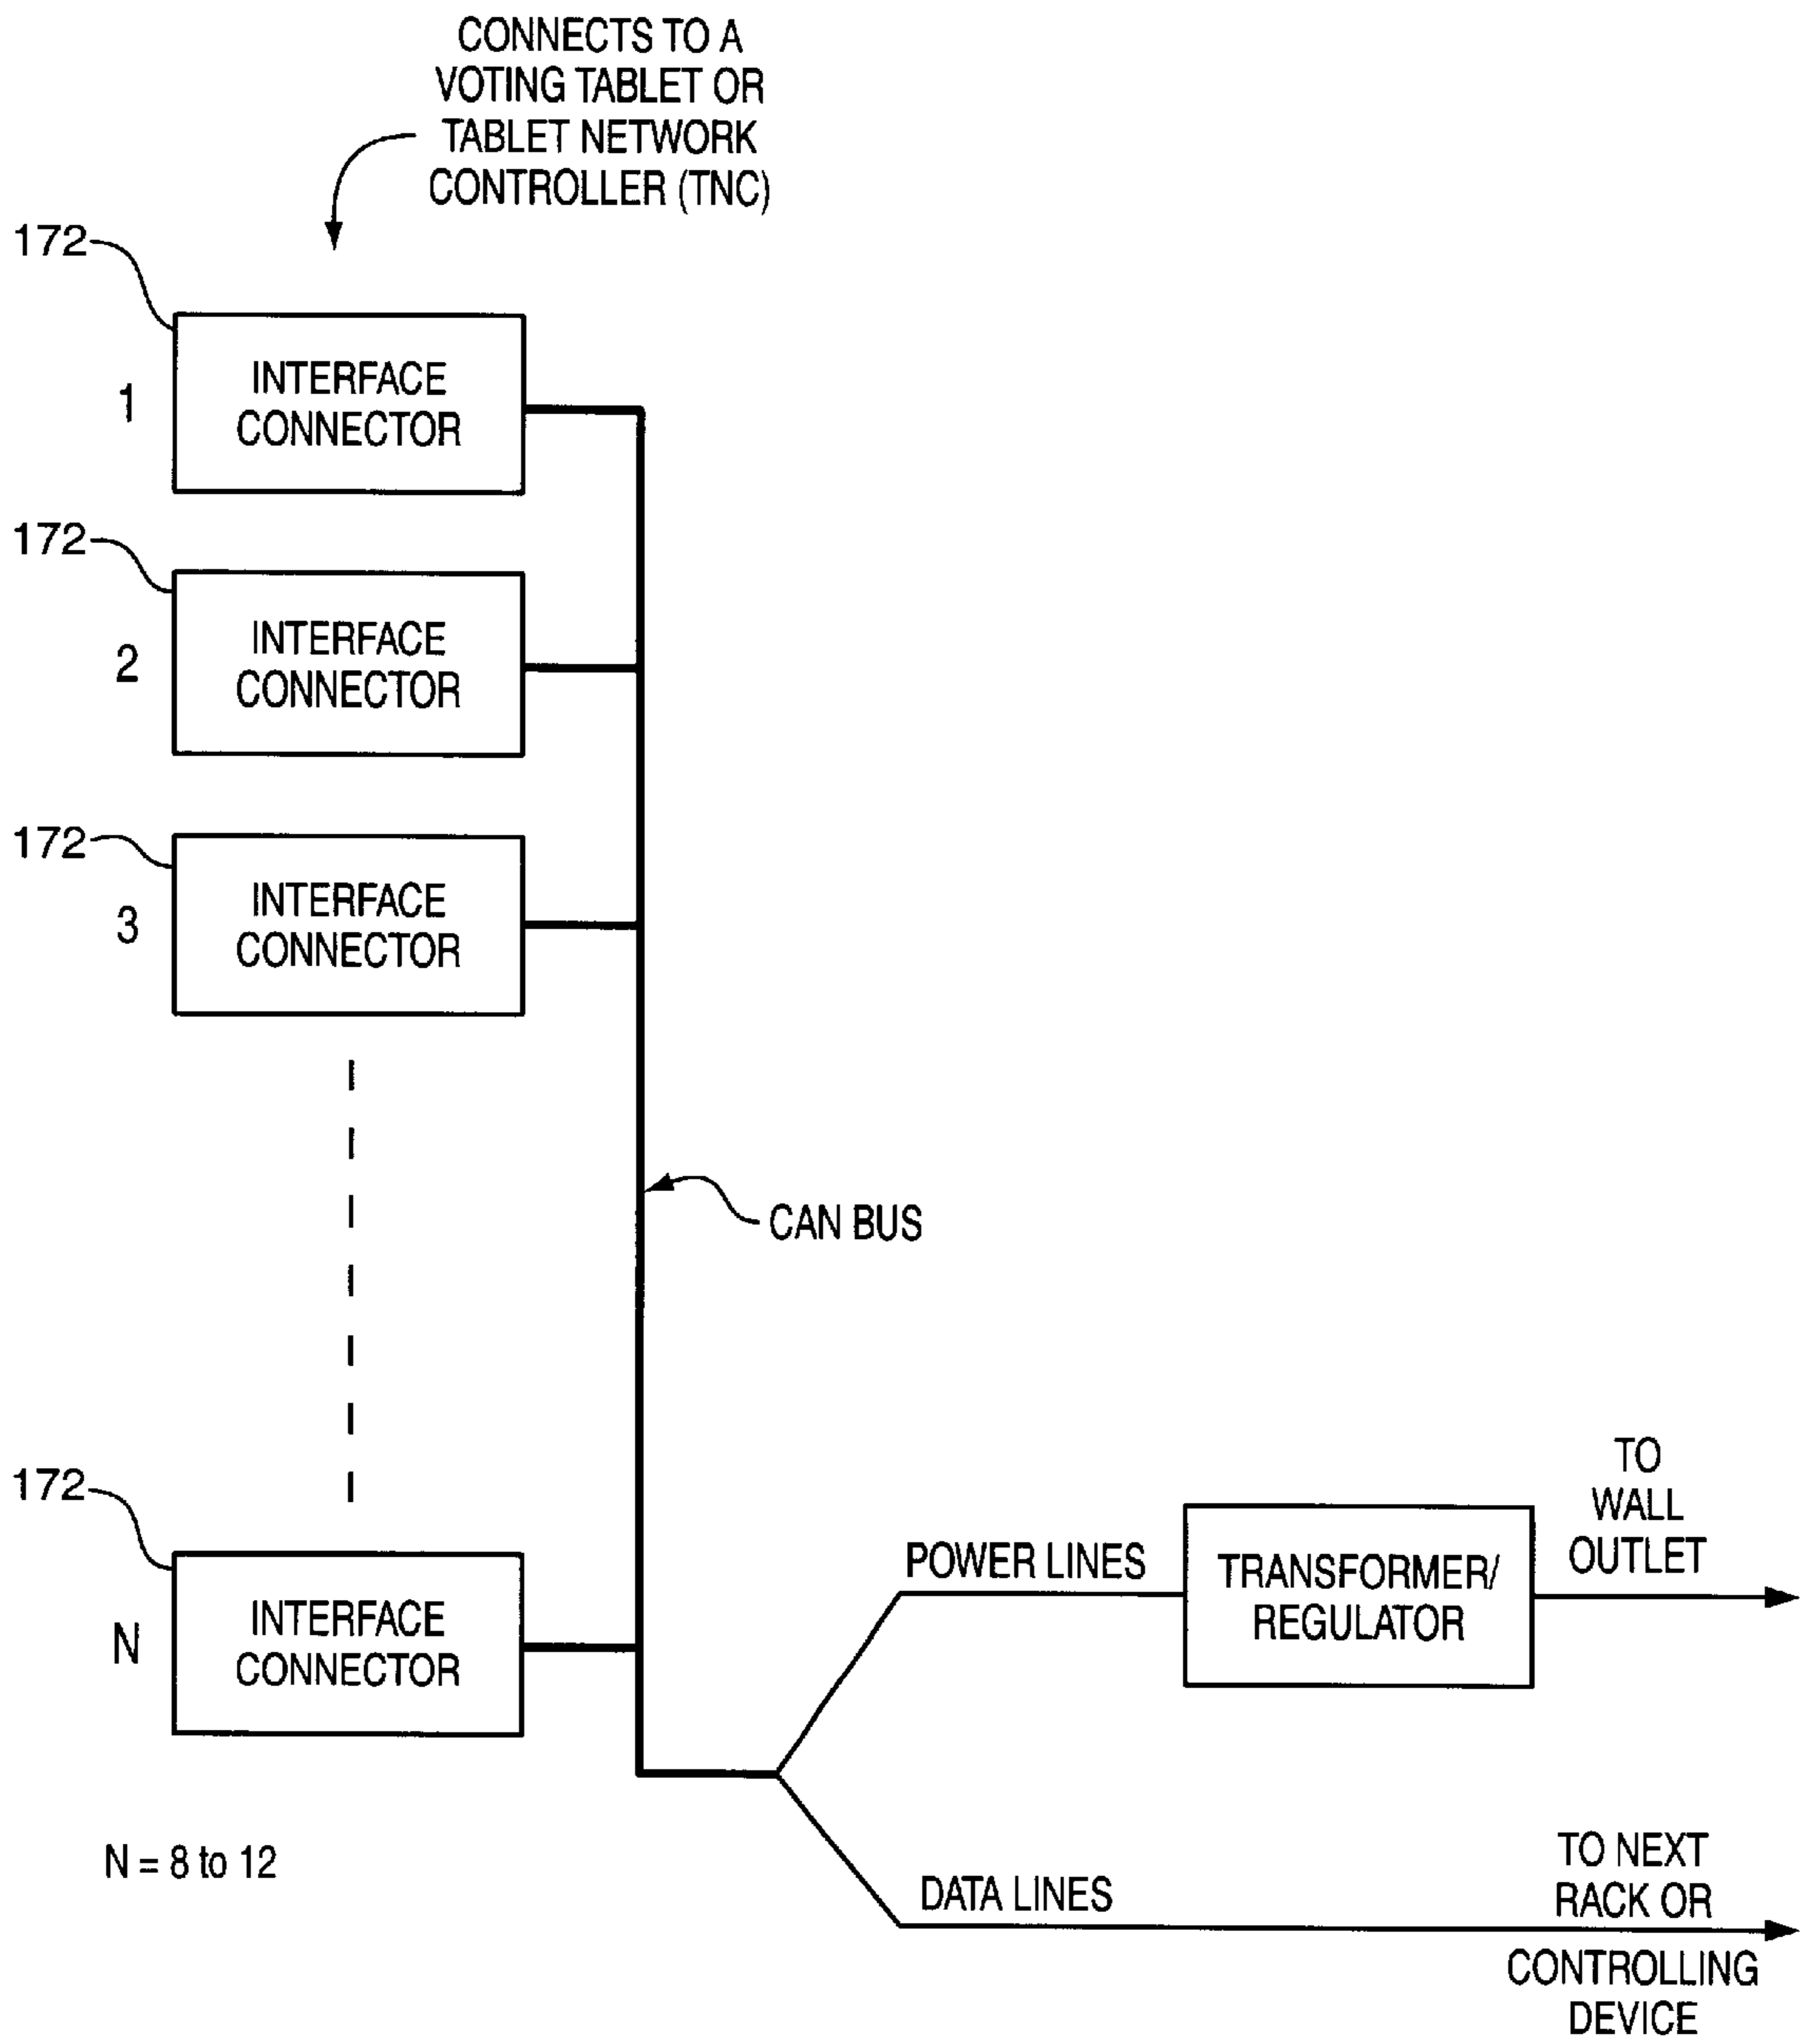 CONNECTS TO A
VOTING TABLET OR
TABLET NETWORK
CONTROLLER (TNC)
172
1
INTERFACE
CONNECTOR
172
2
INTERFACE
CONNECTOR
172
3
INTERFACE
CONNECTOR
CAN BUS
172
N
INTERFACE
CONNECTOR
POWER LINES
TRANSFORMER/
REGULATOR
TO
WALL
OUTLET
N = 8 to 12
DATA LINES
TO NEXT
RACK OR
CONTROLLING
DEVICE